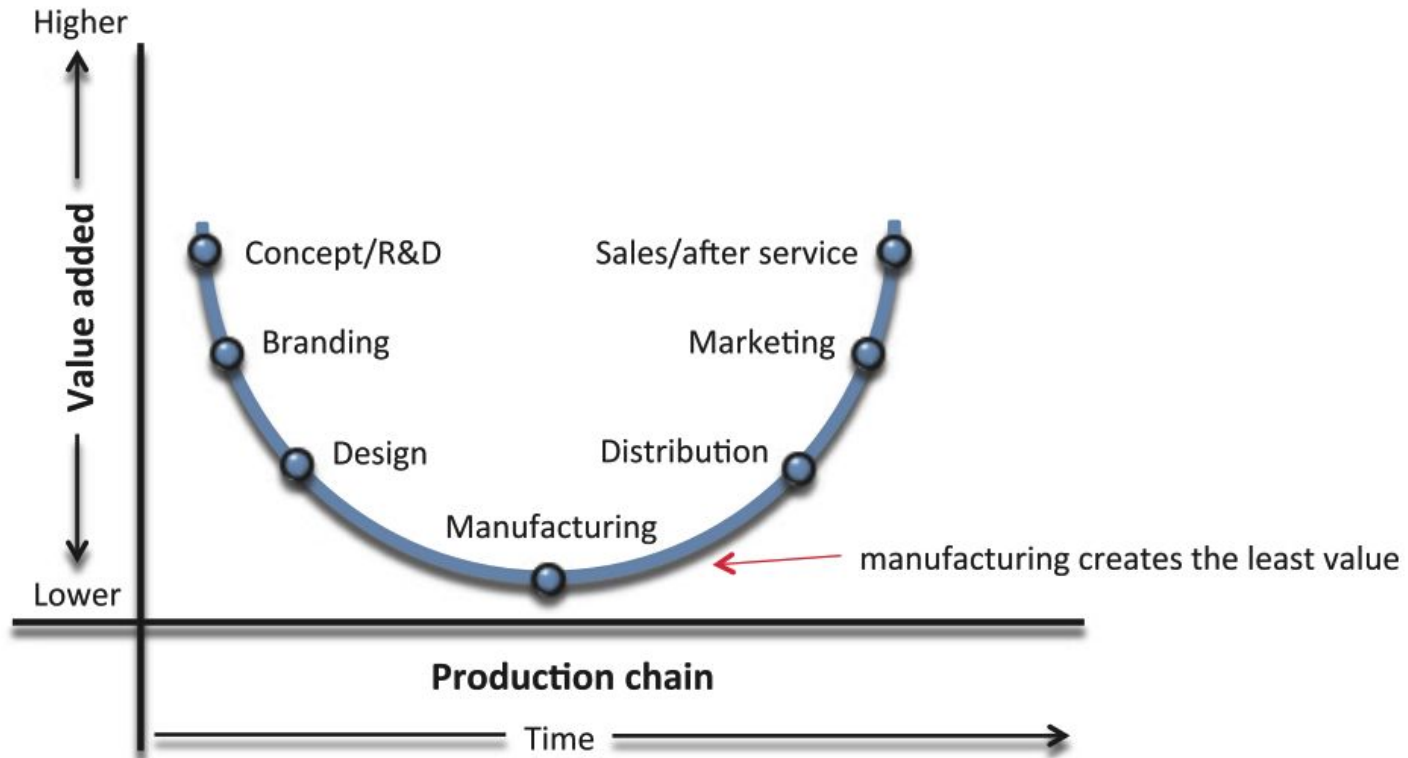 Higher
Value added
Lower
Concept/R&D
Sales/after service
Branding
Marketing
Design
Distribution
Manufacturing
manufacturing creates the least value
Production chain
Time